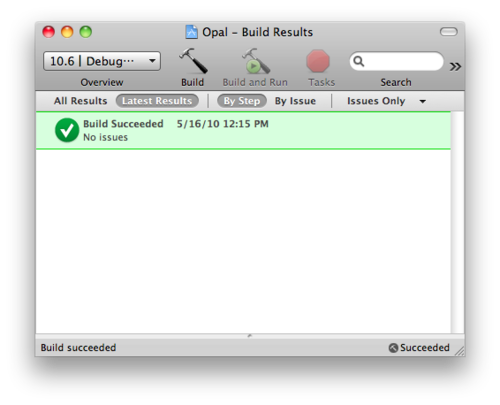 Opal – Build Results
10.6 | Debug···
Overview
Build
Build and Run
Tasks
Search
All Results
Latest Results
By Step
By Issue
Issues Only
Build Succeeded 5/16/10 12:15 PM
No issues
Build succeeded
Succeeded